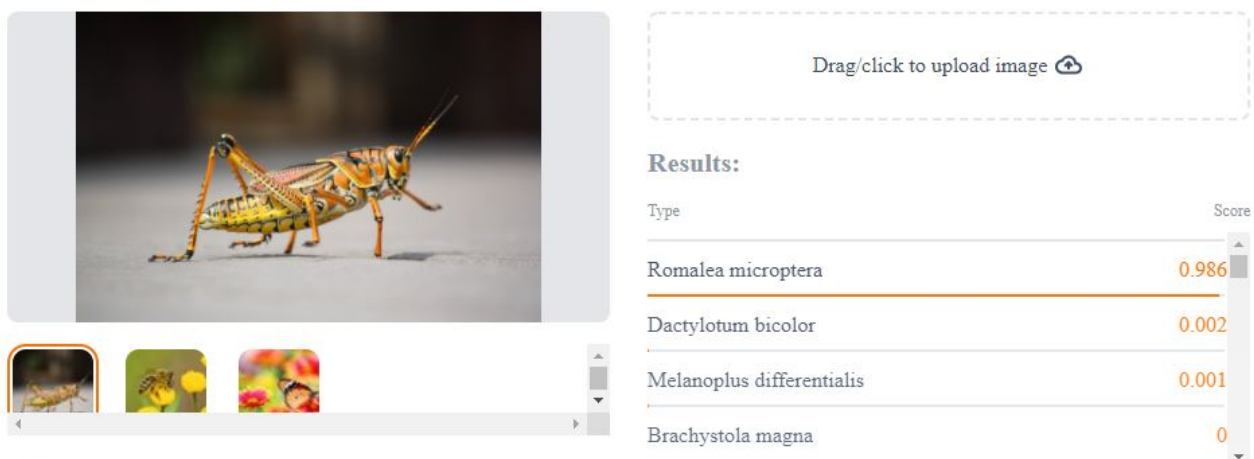 Drag/click to upload image
Results:
Type Score
Romalea microptera 0.986
Dactylotum bicolor 0.002
Melanoplus differentialis 0.001
Brachystola magna 0